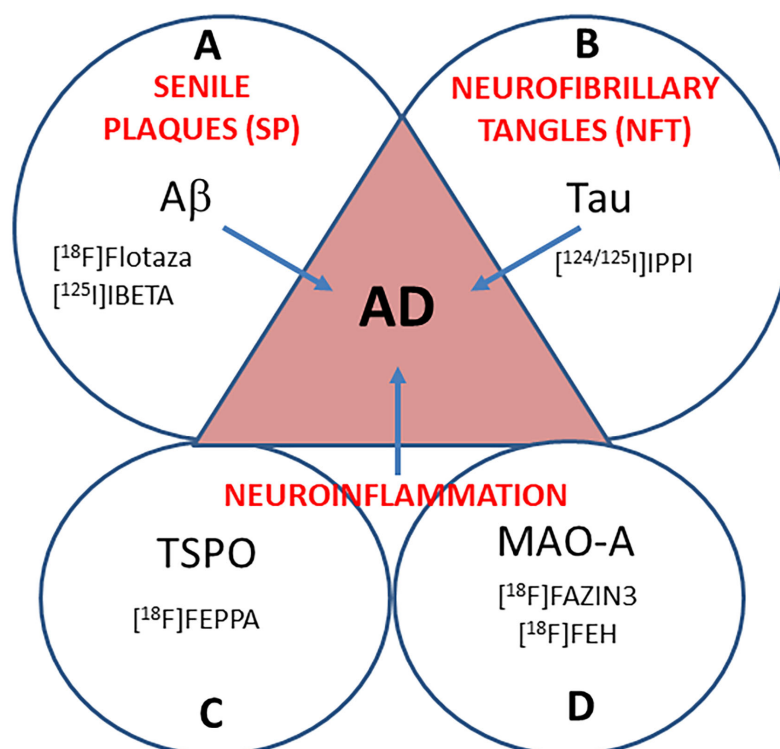 A
SENILE
PLAQUES (SP)
Aβ
[¹⁸F]Flotaza
[¹²⁵I]IBETA
B
NEUROFIBRILLARY
TANGLES (NFT)
Tau
[¹²⁴/¹²⁵I]IPPI
AD
NEUROINFLAMMATION
TSPO
[¹⁸F]FEPPA
C
MAO-A
[¹⁸F]FAZIN3
[¹⁸F]FEH
D